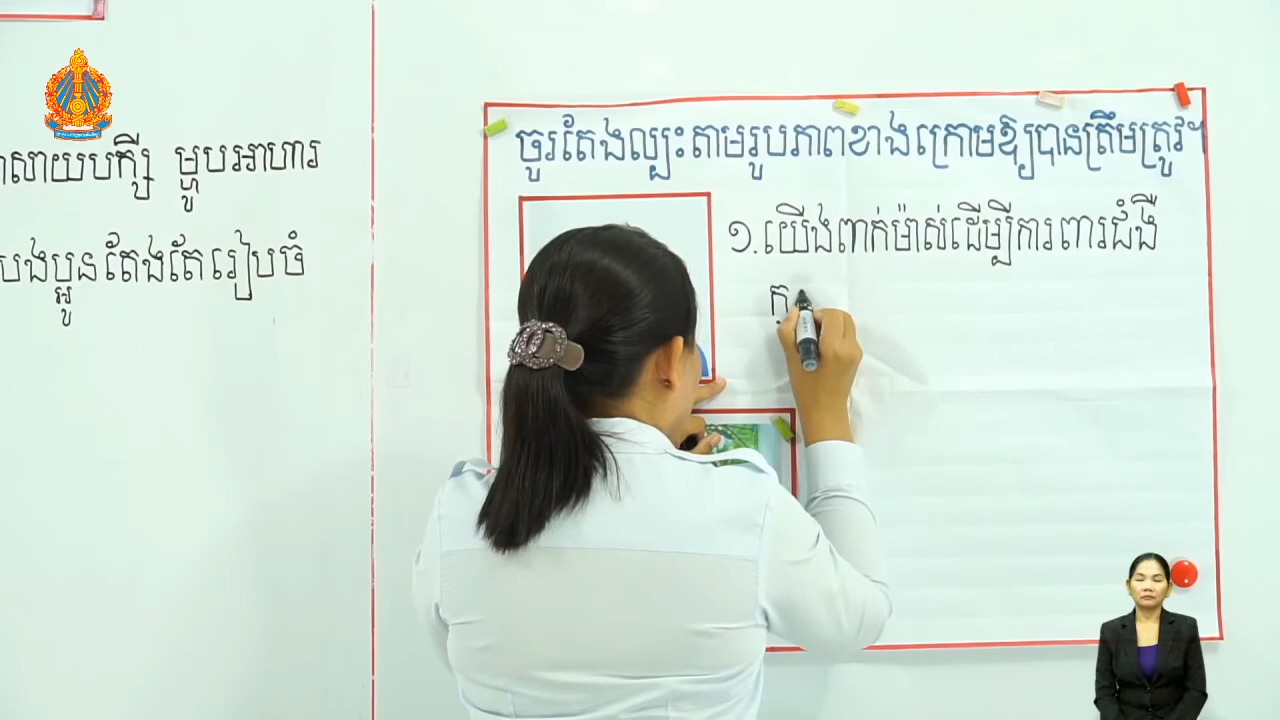 សាយបក្សី ម្ហូបអាហារ
បងប្អូនតែងតែរៀបចំ
ចូរតែងល្បះតាមរូបភាពខាងក្រោមឱ្យបានត្រឹមត្រូវ។
១.យើងពាក់ម៉ាស់ដើម្បីការពារជំងឺ
ក្ន